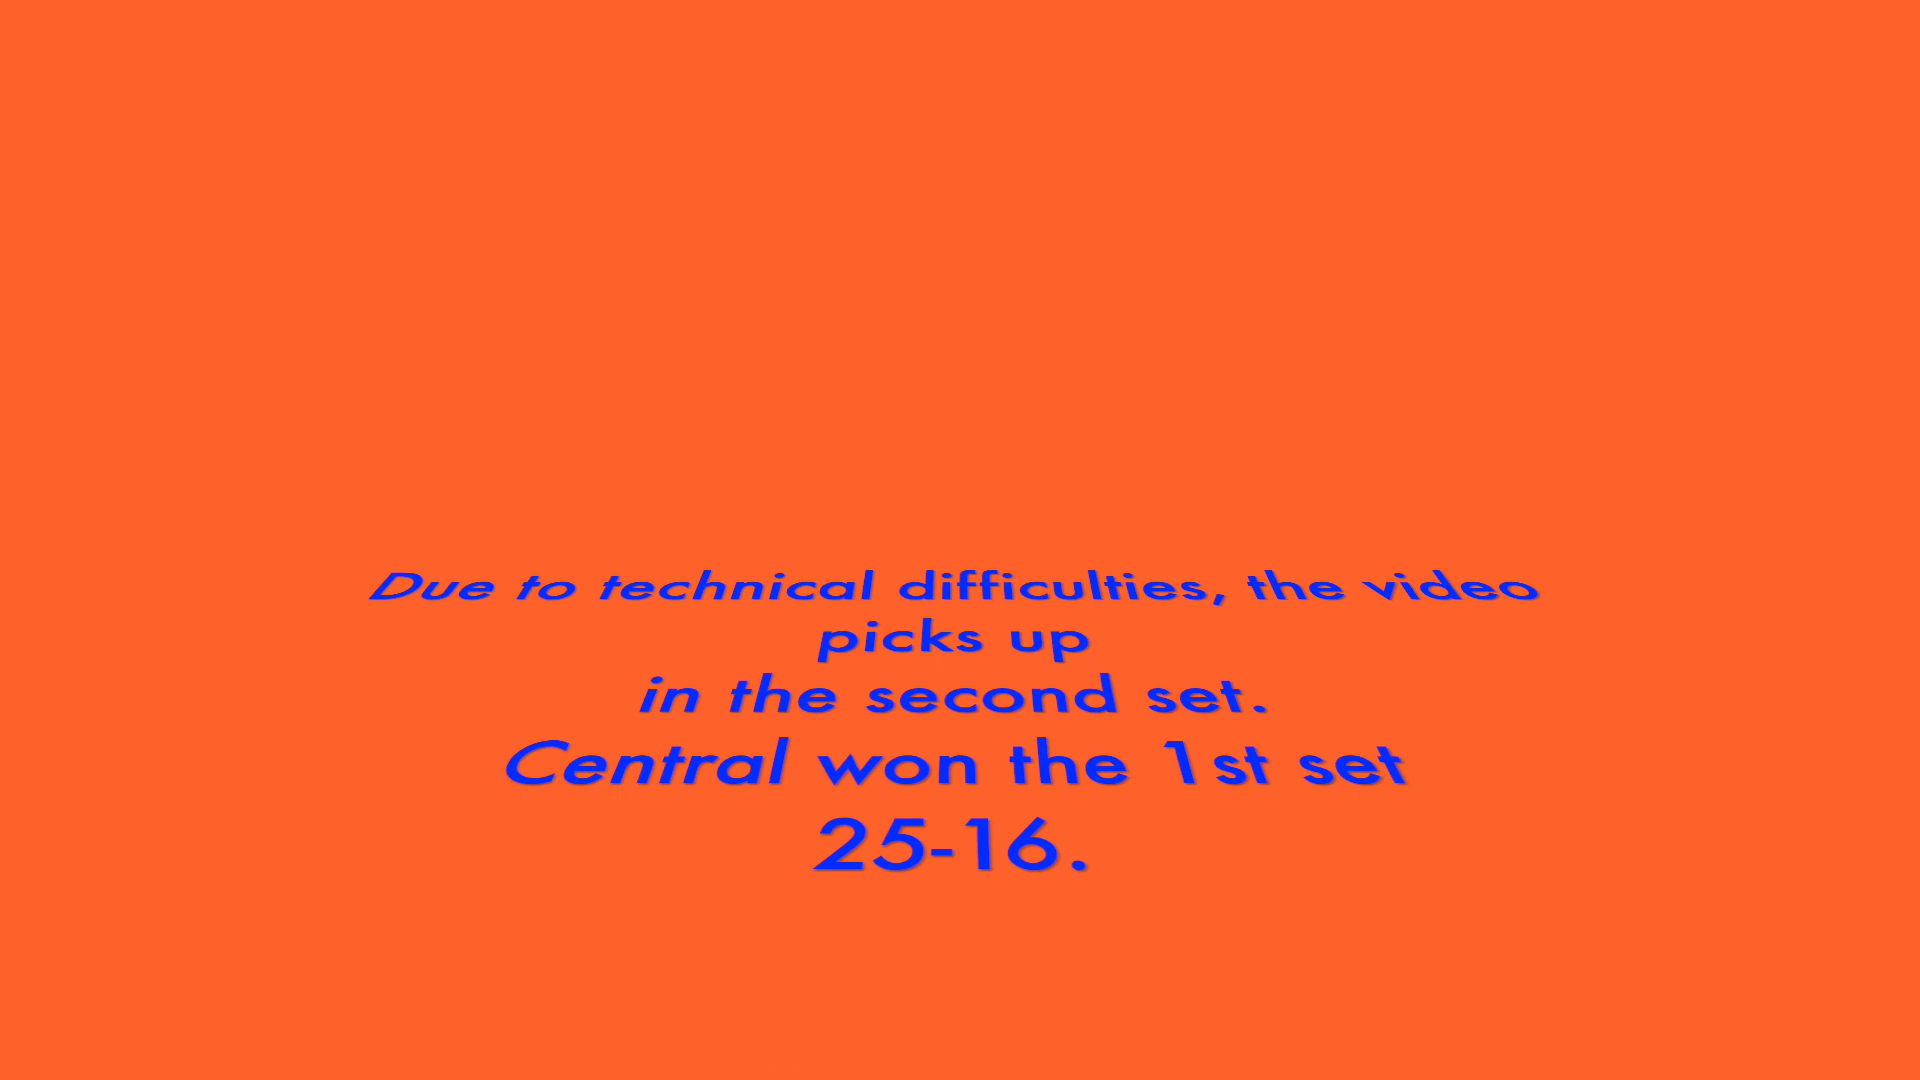 Due to technical difficulties, the video
picks up
in the second set.
Central won the 1st set
25-16.